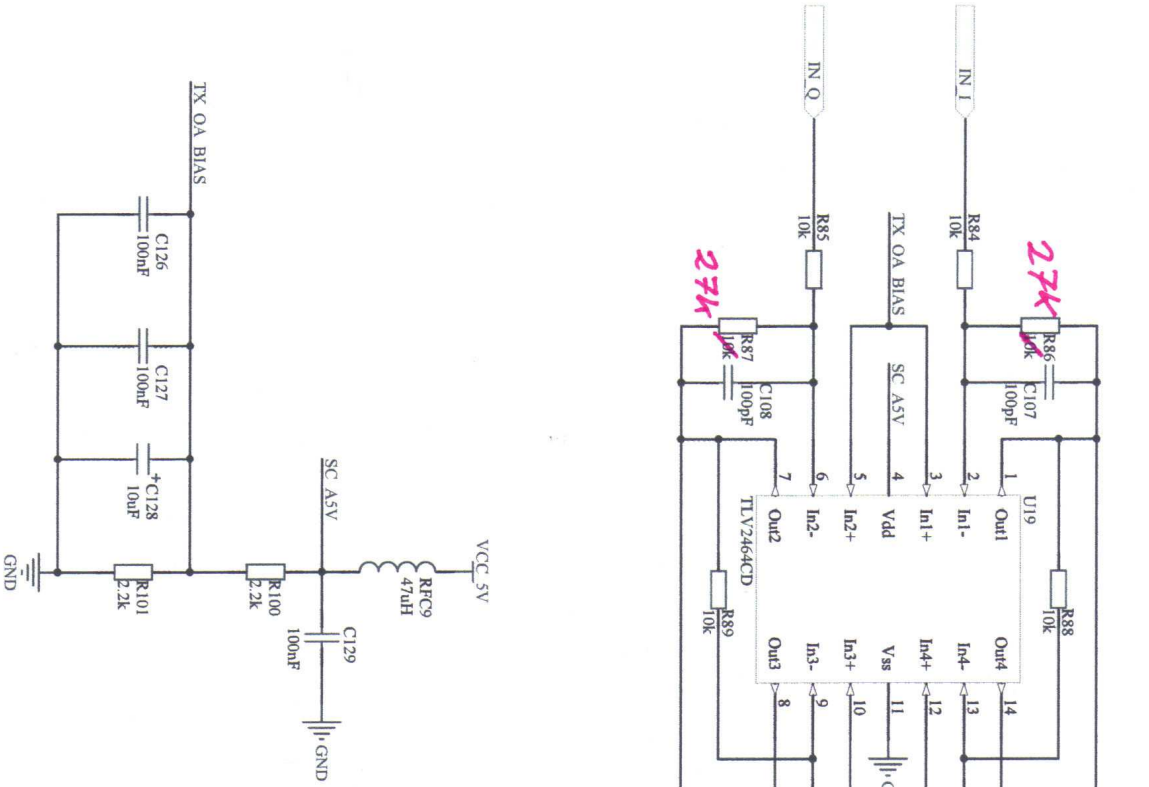 IN_Q
IN_I
TX OA BIAS
C126
100nF
C127
100nF
+C128
10uF
R101
2.2k
GND
R100
2.2k
SC A5V
VCC 5V
RFC9
47uH
C129
100nF
GND
R85
10k
R84
10k
TX OA BIAS
27k
R87
10k
27k
R86
10k
C108
100pF
SC A5V
C107
100pF
7
6
5
4
3
2
1
U19
TLV2464CD
Out2
In2-
In2+
Vdd
In1+
In1-
Out1
R89
10k
R88
10k
Out3
In3-
In3+
Vss
In4+
In4-
Out4
8
9
10
11
12
13
14